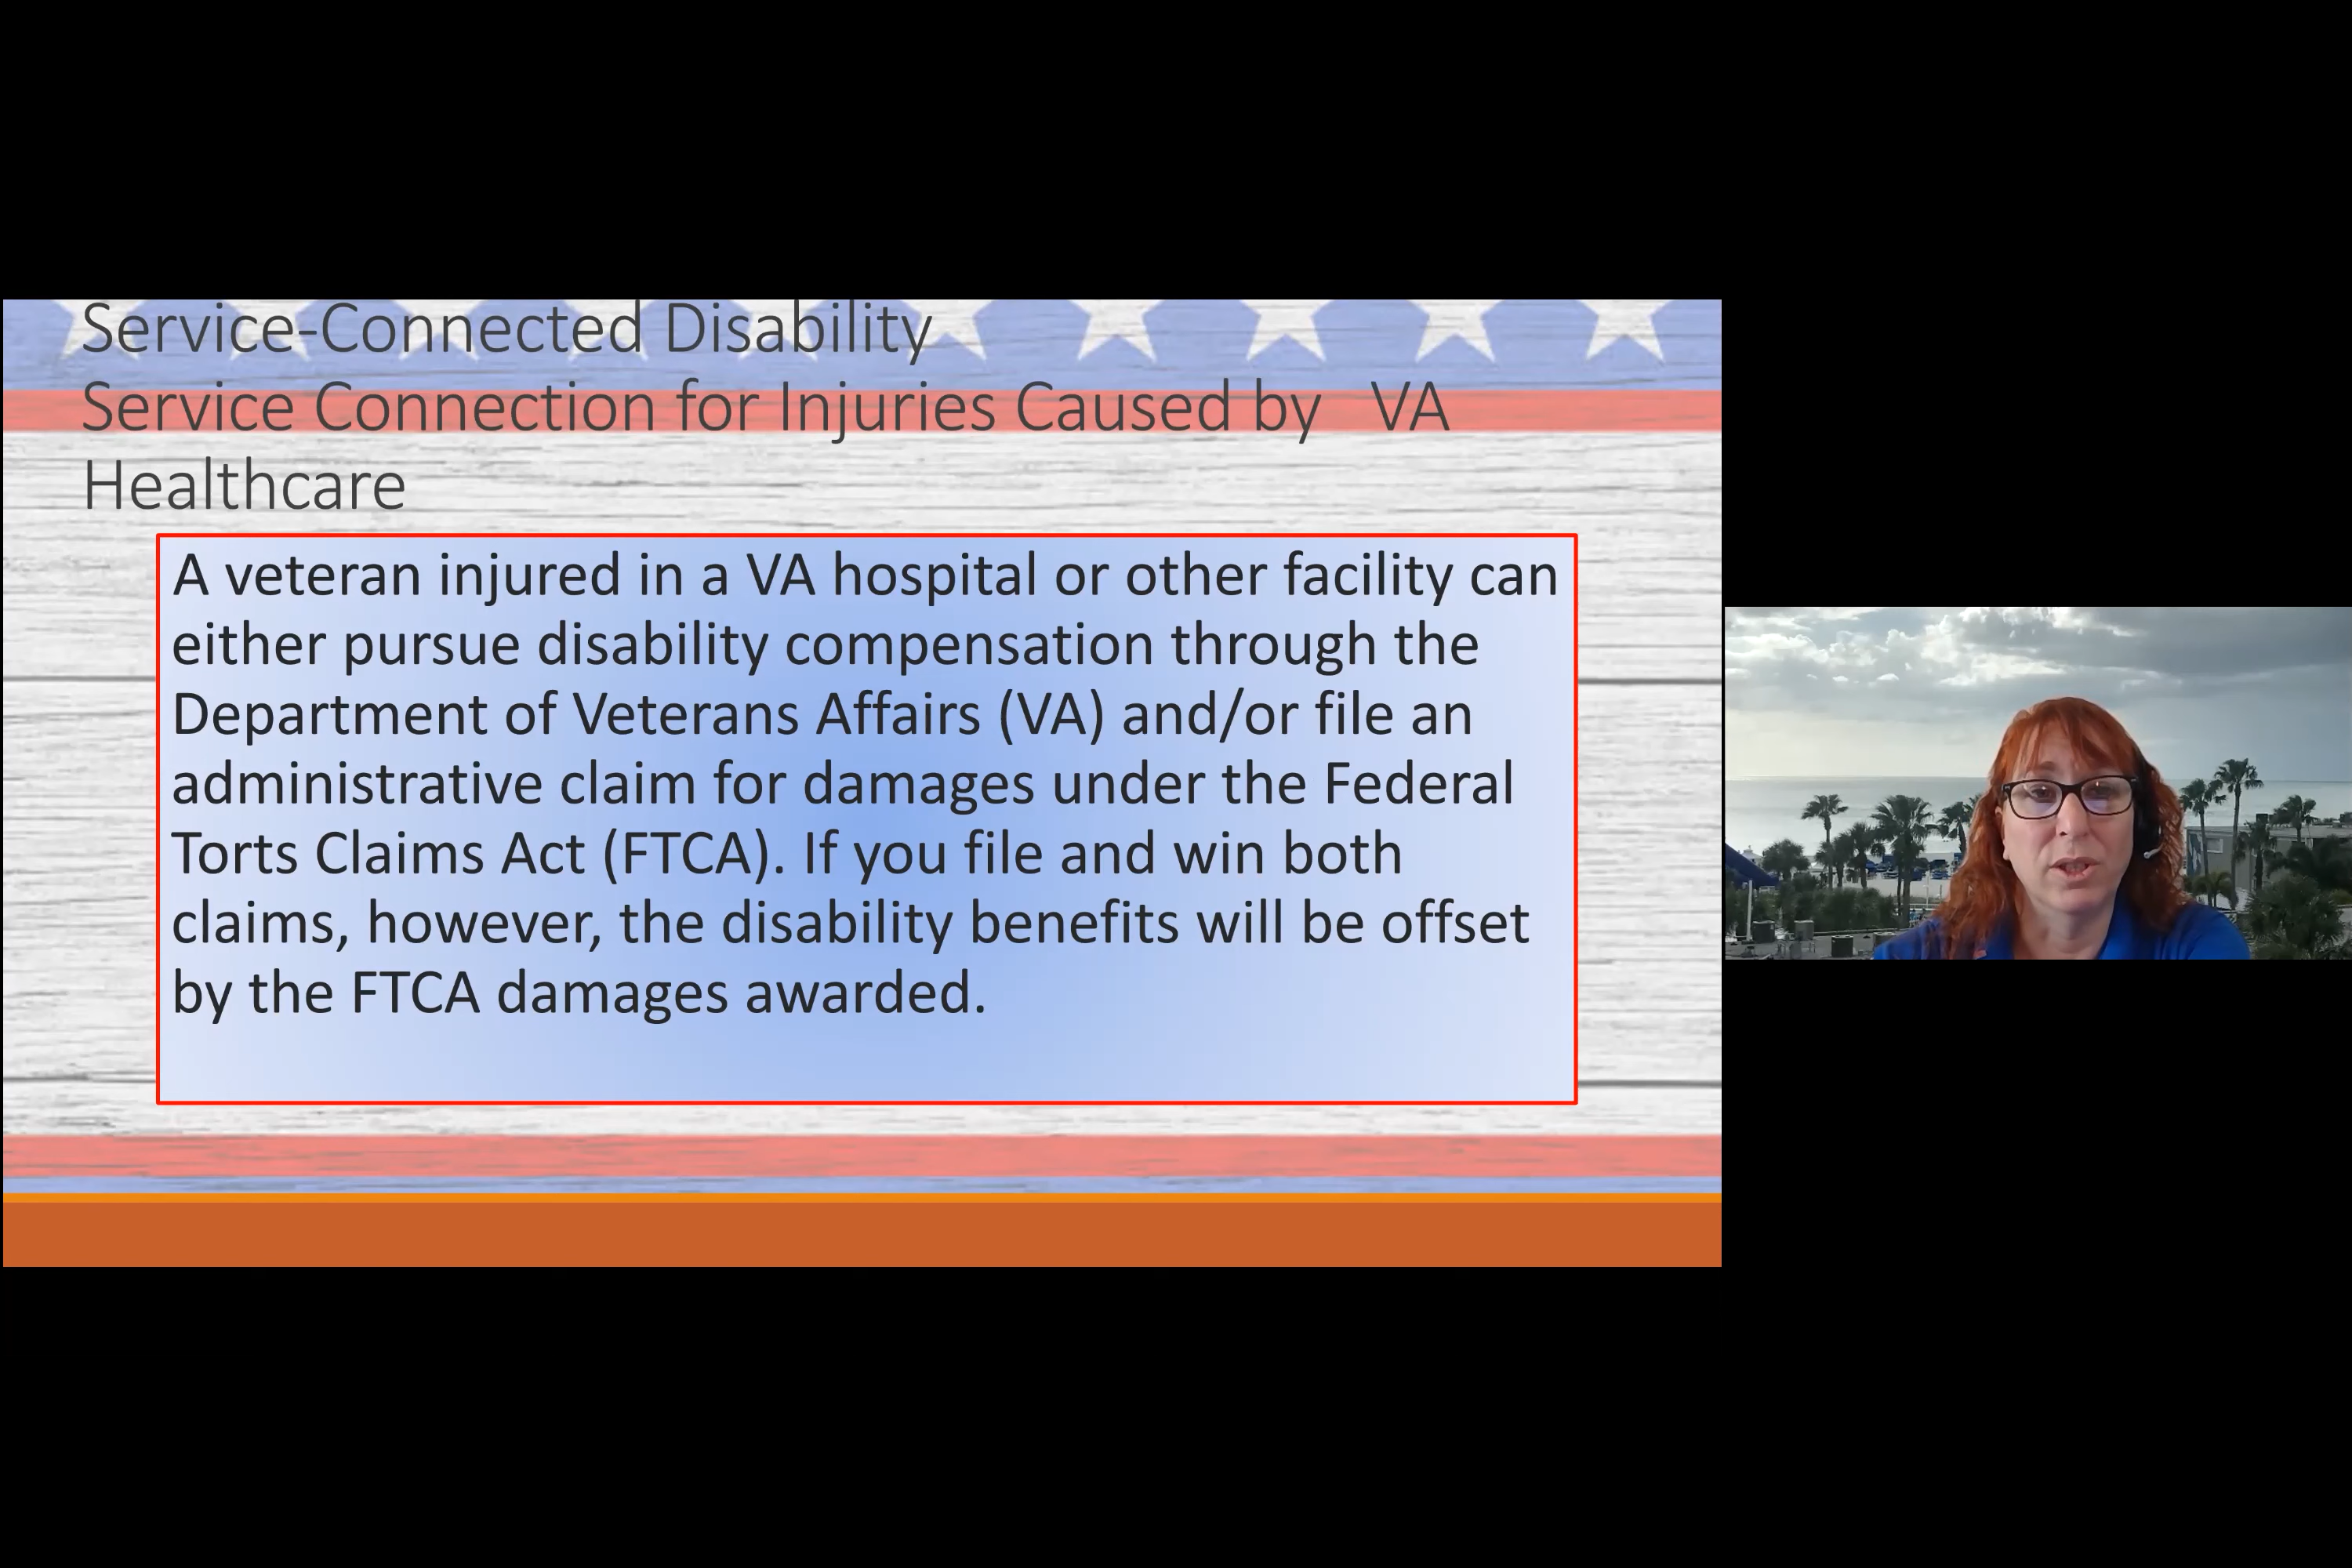 Service-Connected Disability
Service Connection for Injuries Caused by   VA
Healthcare
A veteran injured in a VA hospital or other facility can
either pursue disability compensation through the
Department of Veterans Affairs (VA) and/or file an
administrative claim for damages under the Federal
Torts Claims Act (FTCA). If you file and win both
claims, however, the disability benefits will be offset
by the FTCA damages awarded.